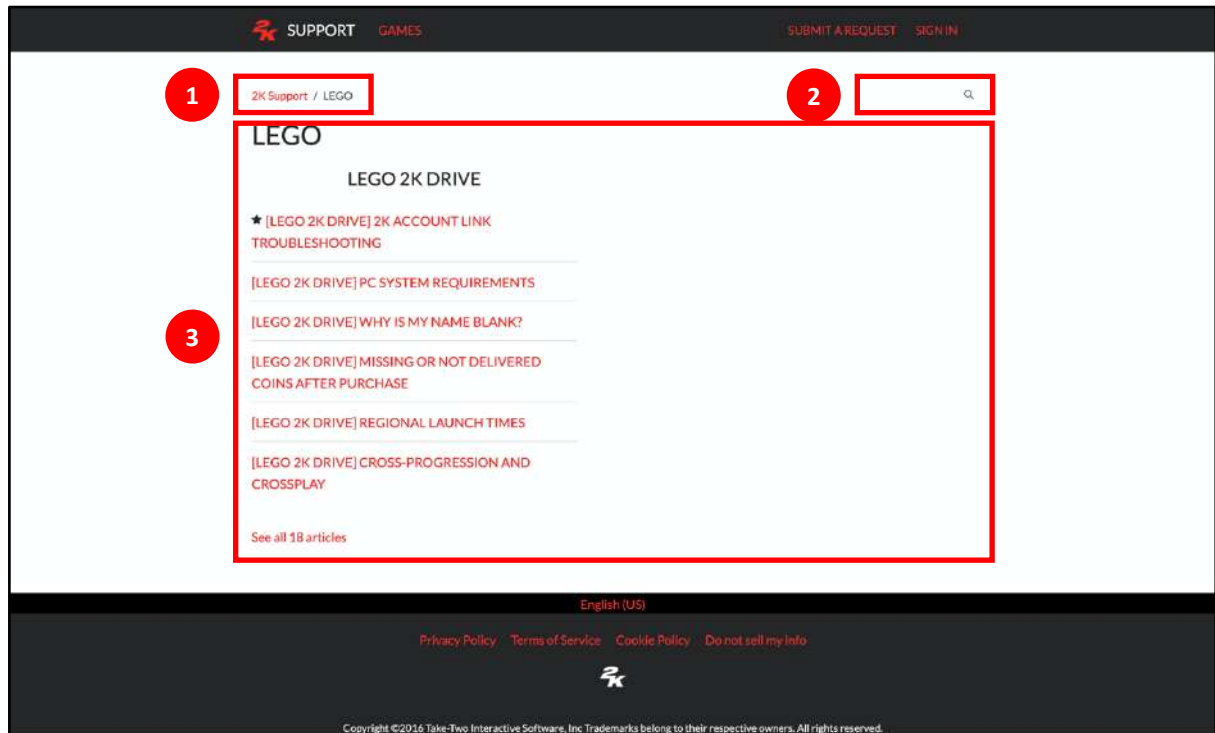 2K SUPPORT GAMES SUBMIT A REQUEST SIGN IN
1
2K Support / LEGO
2
LEGO
LEGO 2K DRIVE
★ [LEGO 2K DRIVE] 2K ACCOUNT LINK
TROUBLESHOOTING
[LEGO 2K DRIVE] PC SYSTEM REQUIREMENTS
[LEGO 2K DRIVE] WHY IS MY NAME BLANK?
3
[LEGO 2K DRIVE] MISSING OR NOT DELIVERED
COINS AFTER PURCHASE
[LEGO 2K DRIVE] REGIONAL LAUNCH TIMES
[LEGO 2K DRIVE] CROSS-PROGRESSION AND
CROSSPLAY
See all 18 articles
English (US)
Privacy Policy Terms of Service Cookie Policy Do not sell my info
2K
Copyright ©2016 Take-Two Interactive Software, Inc Trademarks belong to their respective owners. All rights reserved.